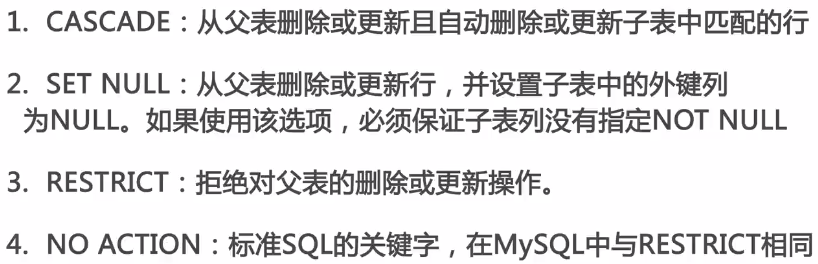 1. CASCADE：从父表删除或更新且自动删除或更新子表中匹配的行
2. SET NULL：从父表删除或更新行，并设置子表中的外键列
为NULL。如果使用该选项，必须保证子表列没有指定NOT NULL
3. RESTRICT：拒绝对父表的删除或更新操作。
4. NO ACTION：标准SQL的关键字，在MySQL中与RESTRICT相同